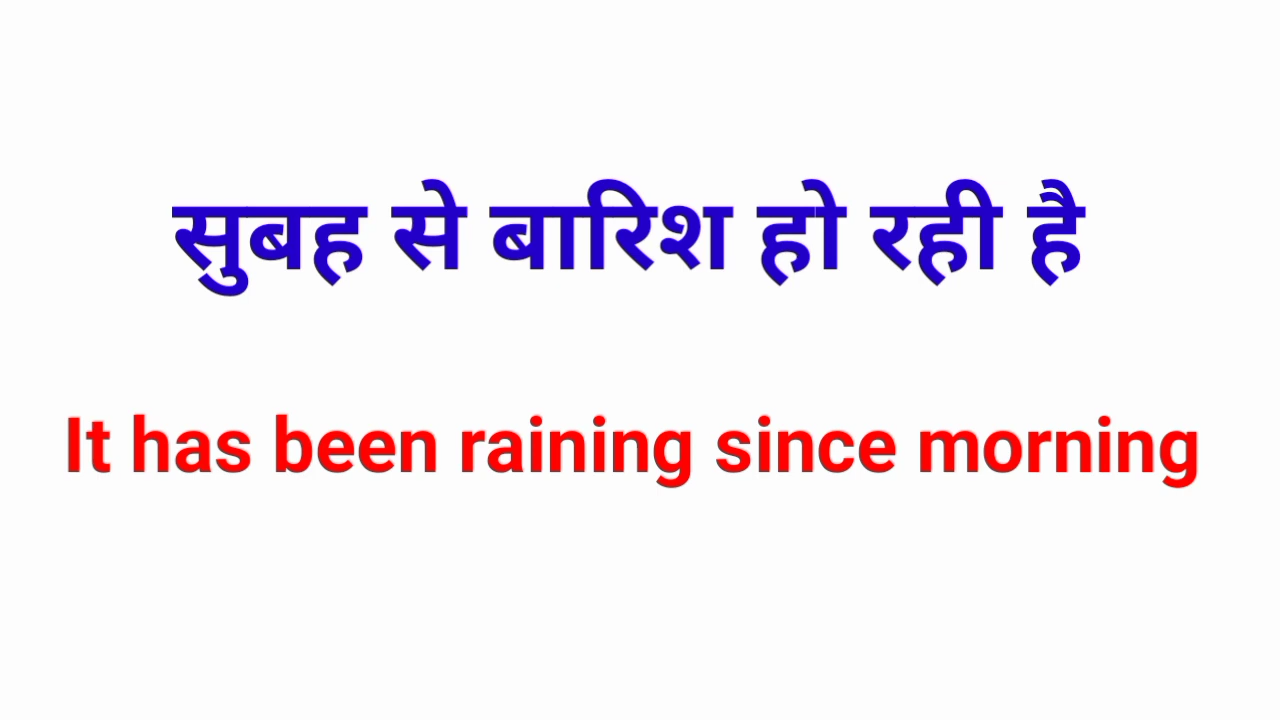 सुबह से बारिश हो रही है
It has been raining since morning